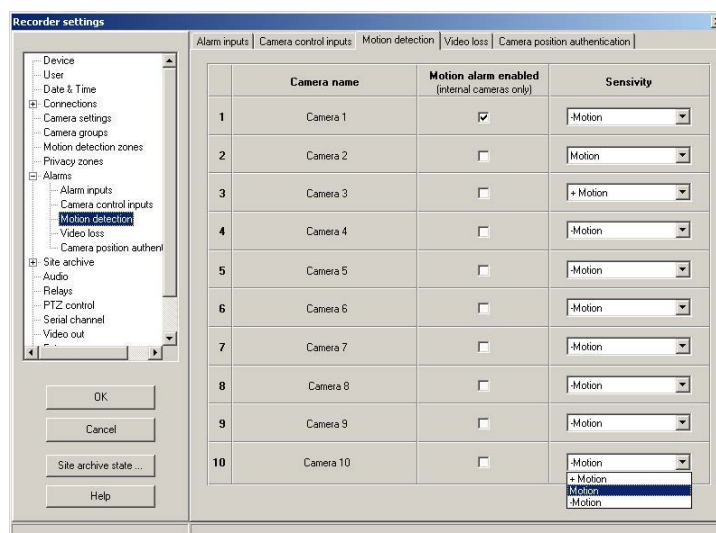 Recorder settings
Device
User
Date & Time
Connections
Camera settings
Camera groups
Motion detection zones
Privacy zones
Alarms
Alarm inputs
Camera control inputs
Motion detection
Video loss
Camera position authent
Site archive
Audio
Relays
PTZ control
Serial channel
Video out
OK
Cancel
Site archive state ...
Help
Alarm inputs Camera control inputs Motion detection Video loss Camera position authentication
Camera name Motion alarm enabled Sensivity
(internal cameras only)
1 Camera 1 -Motion
2 Camera 2 Motion
3 Camera 3 + Motion
4 Camera 4 -Motion
5 Camera 5 -Motion
6 Camera 6 -Motion
7 Camera 7 -Motion
8 Camera 8 -Motion
9 Camera 9 -Motion
10 Camera 10 -Motion
+ Motion
Motion
-Motion